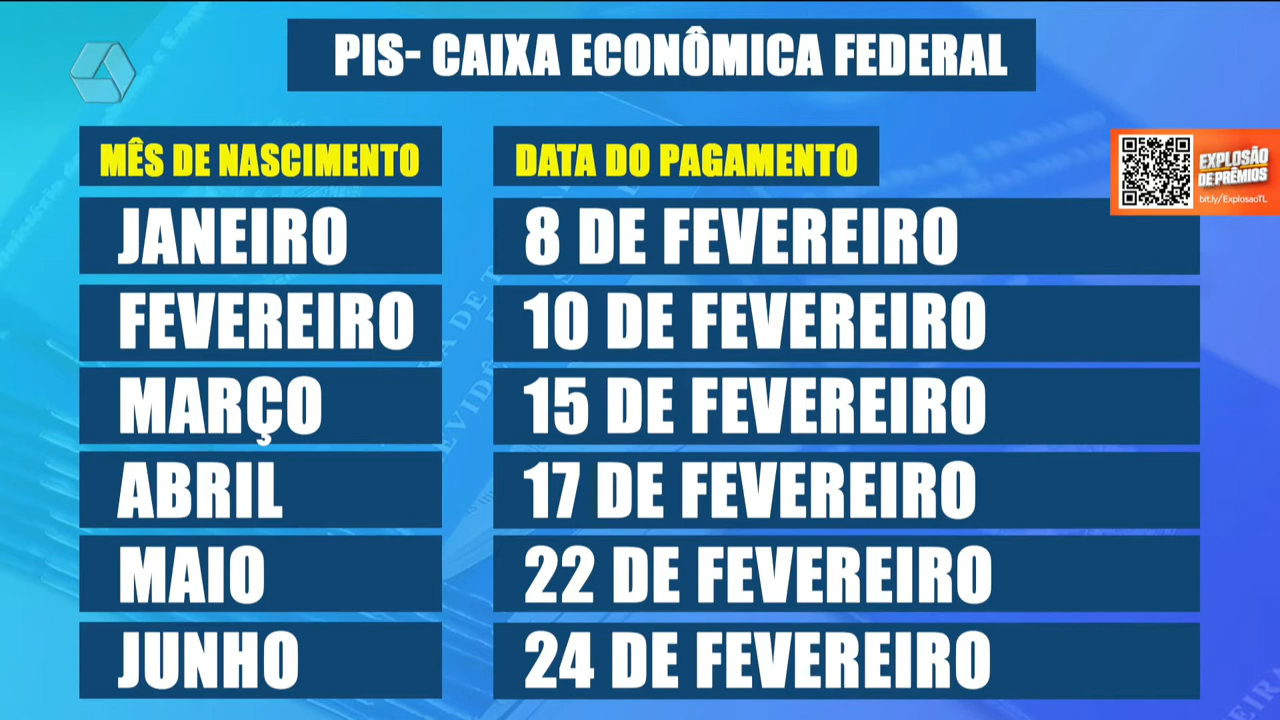 PIS- CAIXA ECONÔMICA FEDERAL
MÊS DE NASCIMENTO DATA DO PAGAMENTO
EXPLOSÃO
DE PRÊMIOS
bit.ly/ExplosaoTL
JANEIRO 8 DE FEVEREIRO
FEVEREIRO 10 DE FEVEREIRO
MARÇO 15 DE FEVEREIRO
ABRIL 17 DE FEVEREIRO
MAIO 22 DE FEVEREIRO
JUNHO 24 DE FEVEREIRO